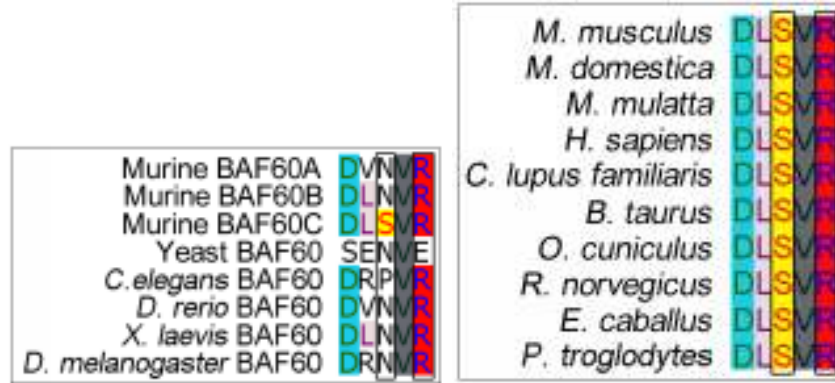 Murine BAF60A DVNVR
Murine BAF60B DLNVR
Murine BAF60C DLSVR
Yeast BAF60 SENVE
C.elegans BAF60 DRPVR
D. rerio BAF60 DVNVR
X. laevis BAF60 DLNVR
D. melanogaster BAF60 DRNVR
M. musculus DLSVR
M. domestica DLSVR
M. mulatta DLSVR
H. sapiens DLSVR
C. lupus familiaris DLSVR
B. taurus DLSVR
O. cuniculus DLSVR
R. norvegicus DLSVR
E. caballus DLSVR
P. troglodytes DLSVR